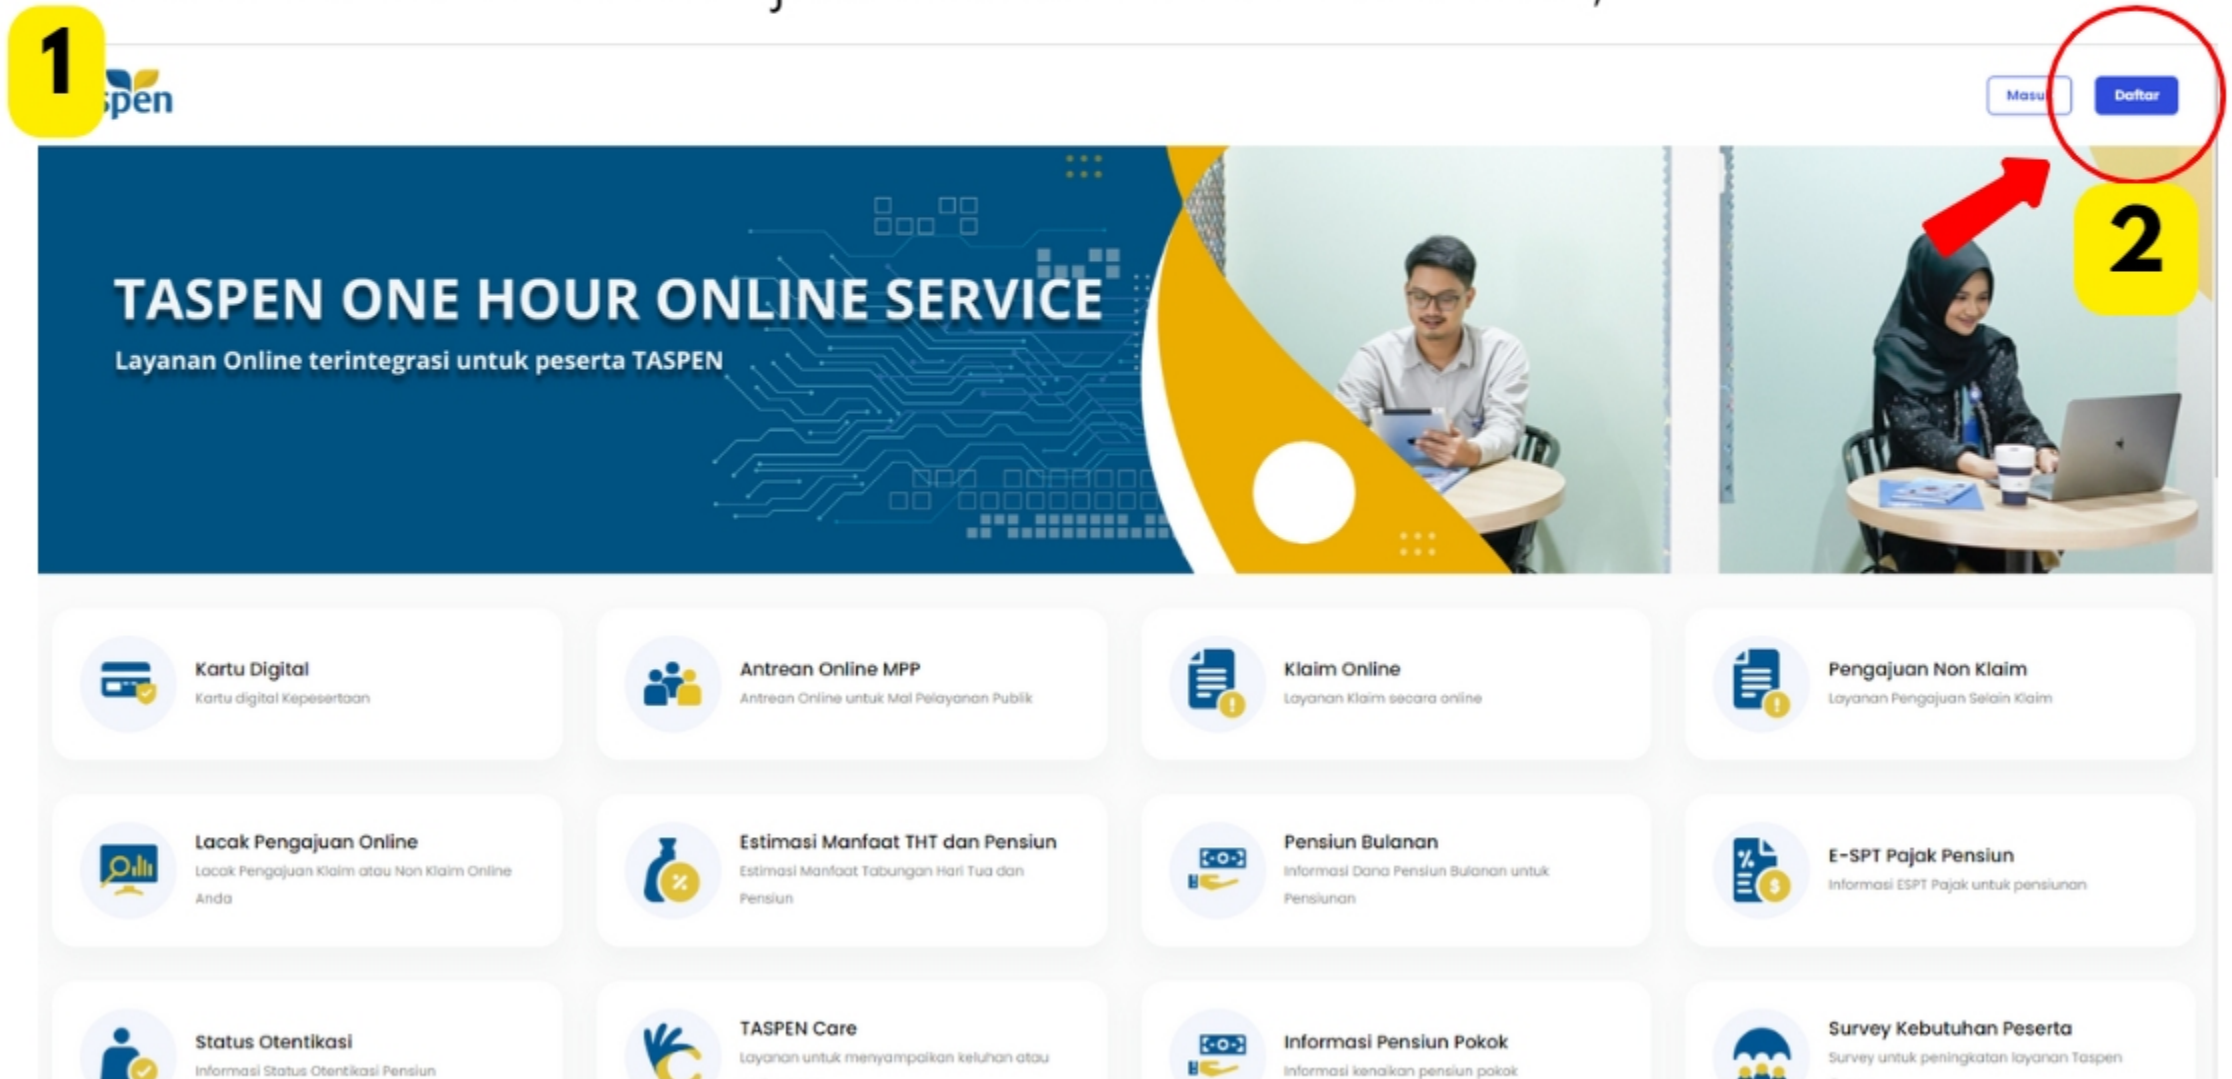 1
spen
Masu
Daftar
2
TASPEN ONE HOUR ONLINE SERVICE
Layanan Online terintegrasi untuk peserta TASPEN
Kartu Digital
Kartu digital Kepesertaan
Antrean Online MPP
Antrean Online untuk Mal Pelayanan Publik
Klaim Online
Layanan Klaim secara online
Pengajuan Non Klaim
Layanan Pengajuan Selain Klaim
Lacak Pengajuan Online
Lacak Pengajuan Klaim atau Non Klaim Online
Anda
Estimasi Manfaat THT dan Pensiun
Estimasi Manfaat Tabungan Hari Tua dan
Pensiun
Pensiun Bulanan
Informasi Dana Pensiun Bulanan untuk
Pensiunan
E-SPT Pajak Pensiun
Informasi ESPT Pajak untuk pensiunan
Status Otentikasi
Informasi Status Otentikasi Pensiun
TASPEN Care
Layanan untuk menyampaikan keluhan atau
Informasi Pensiun Pokok
Informasi kenaikan pensiun pokok
Survey Kebutuhan Peserta
Survey untuk peningkatan layanan Taspen